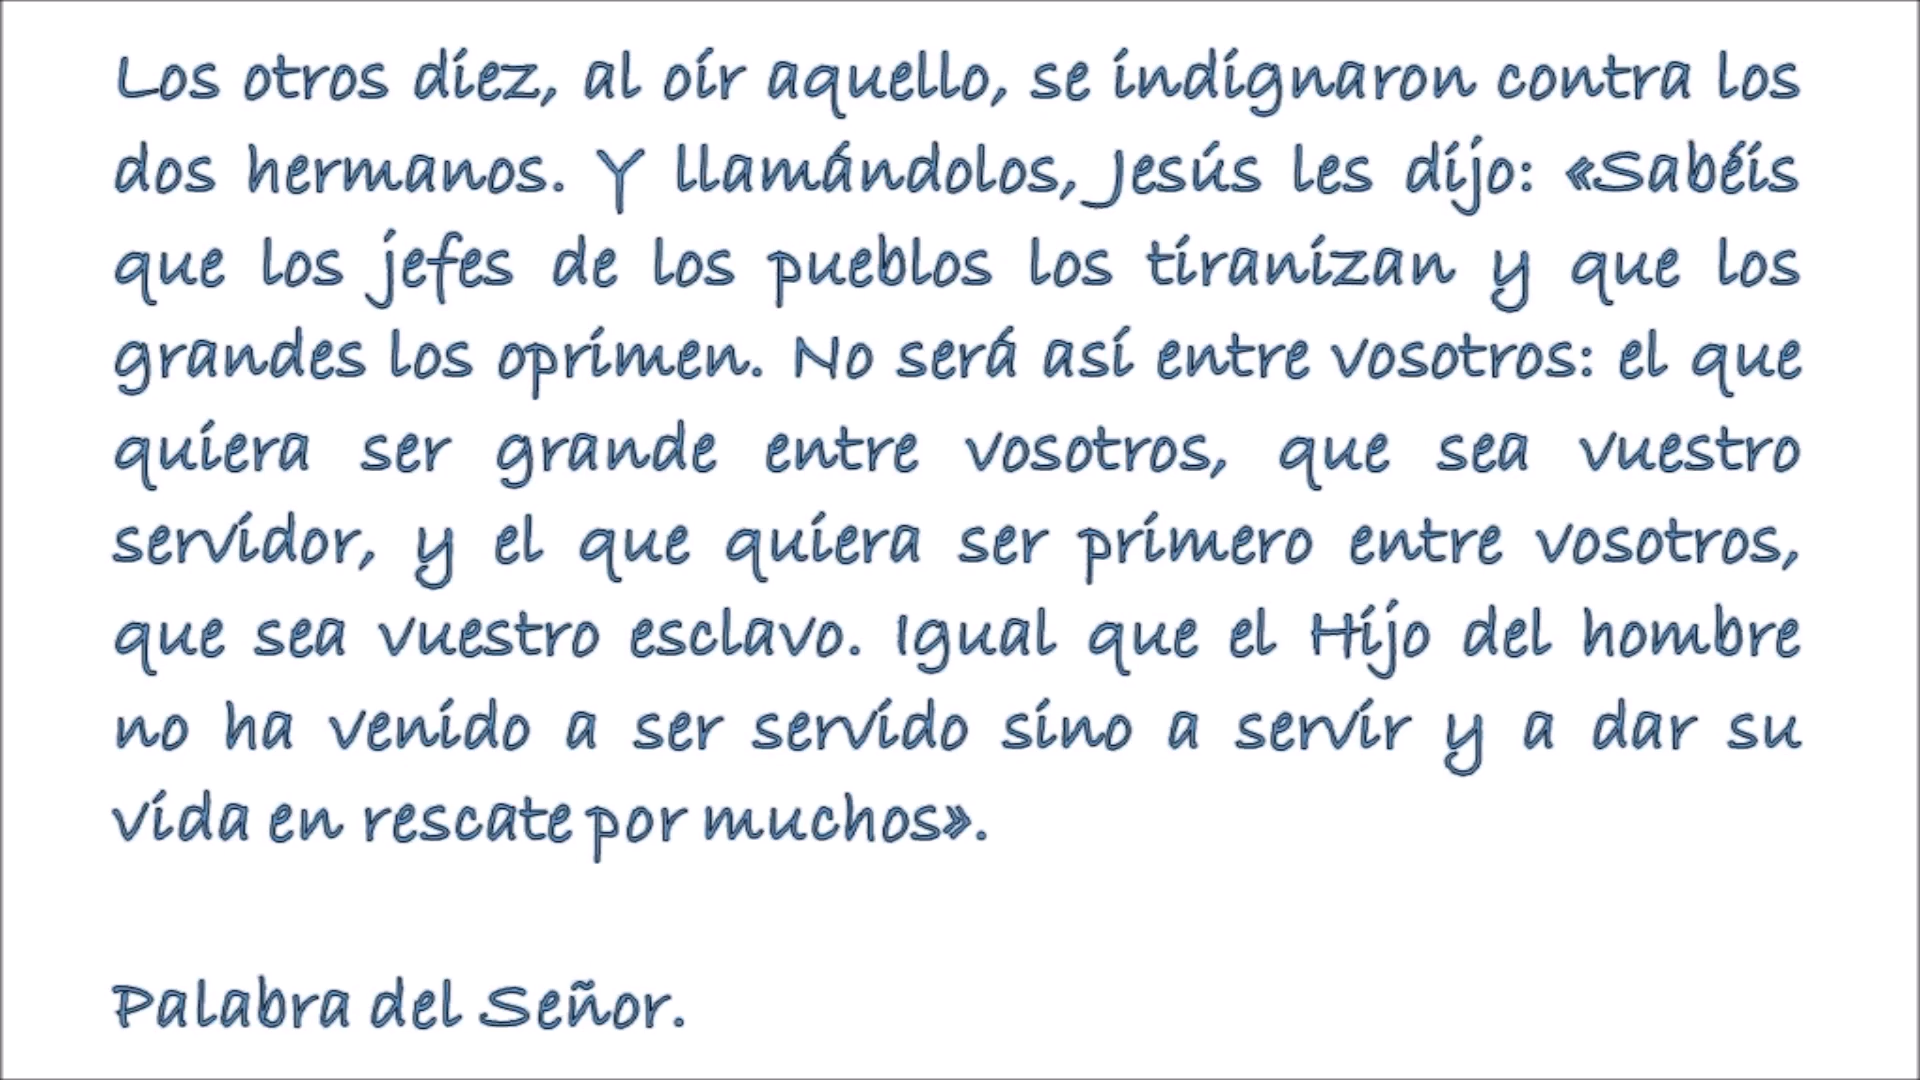 Los otros diez, al oír aquello, se indignaron contra los
dos hermanos. Y llamándolos, Jesús les dijo: «Sabéis
que los jefes de los pueblos los tiranizan y que los
grandes los oprimen. No será así entre vosotros: el que
quiera ser grande entre vosotros, que sea vuestro
servidor, y el que quiera ser primero entre vosotros,
que sea vuestro esclavo. Igual que el Hijo del hombre
no ha venido a ser servido sino a servir y a dar su
vida en rescate por muchos».
Palabra del Señor.